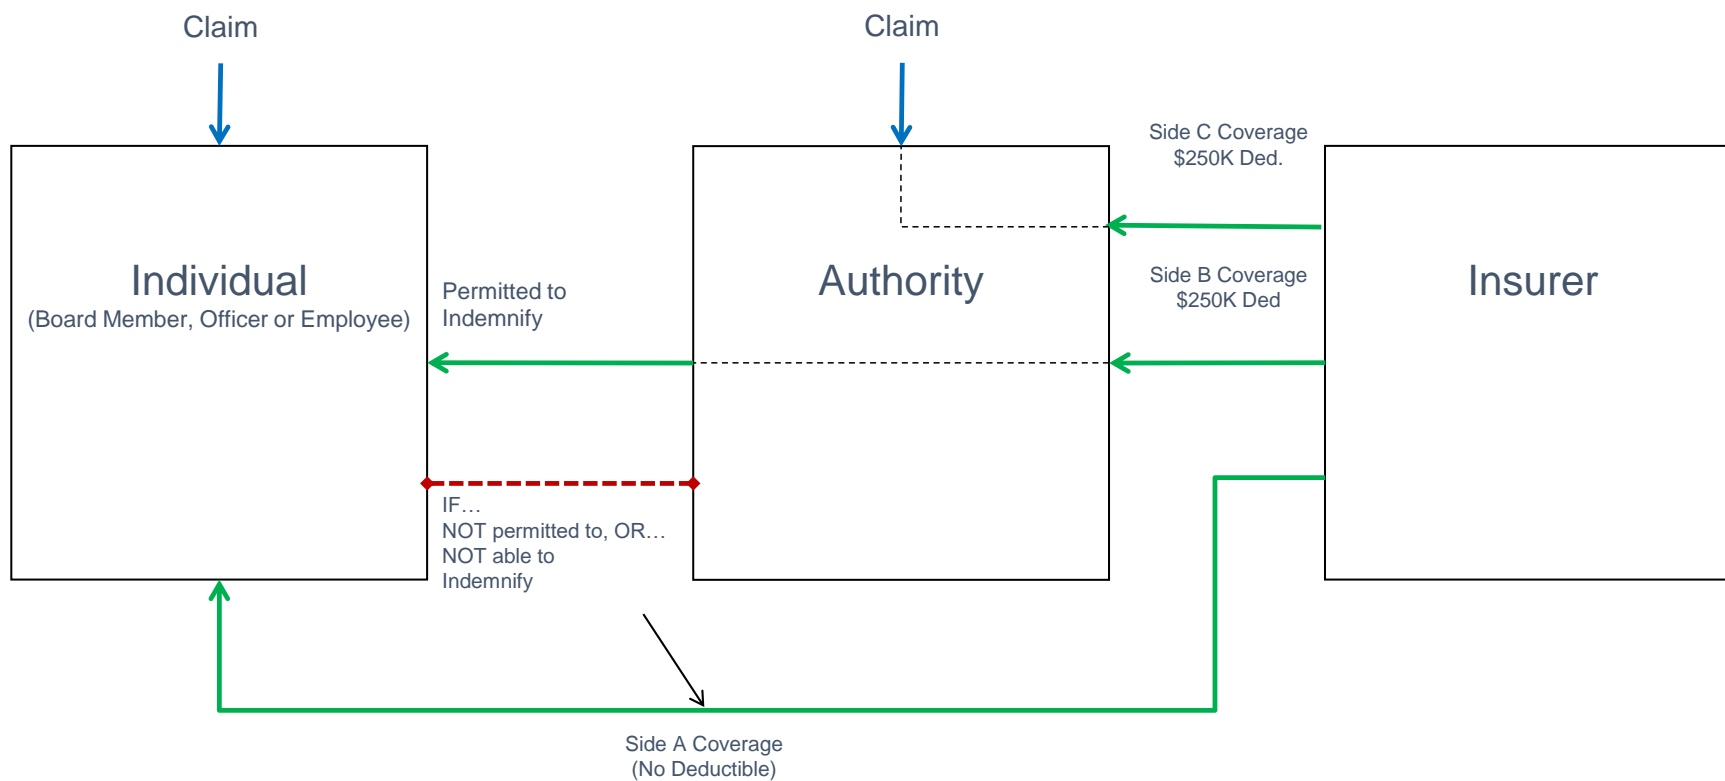 Claim
Claim
Side C Coverage
$250K Ded.
Individual
(Board Member, Officer or Employee)
Permitted to
Indemnify
Authority
Side B Coverage
$250K Ded
Insurer
IF…
NOT permitted to, OR…
NOT able to
Indemnify
Side A Coverage
(No Deductible)